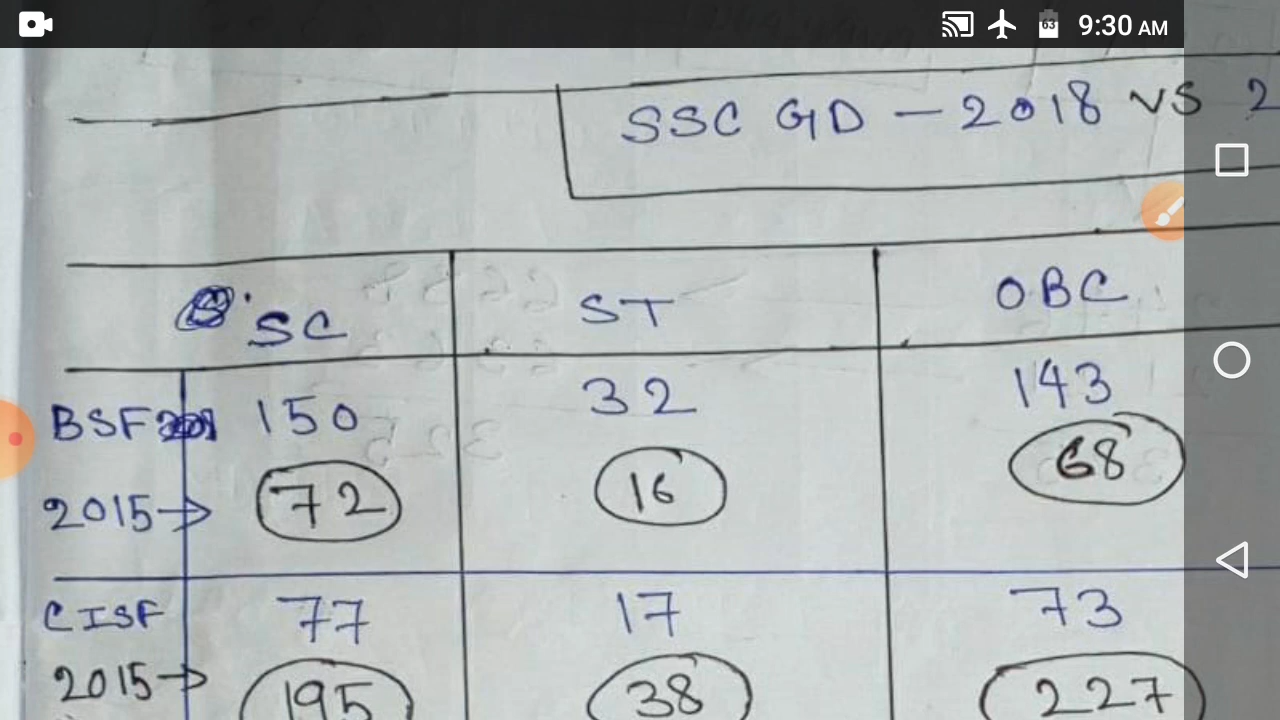 63 9:30 AM
SSC GD - 2018 VS 2
SC ST OBC
BSF 150 32 143
2015→ 72 16 68
CISF 77 17 73
2015→ 195 38 227